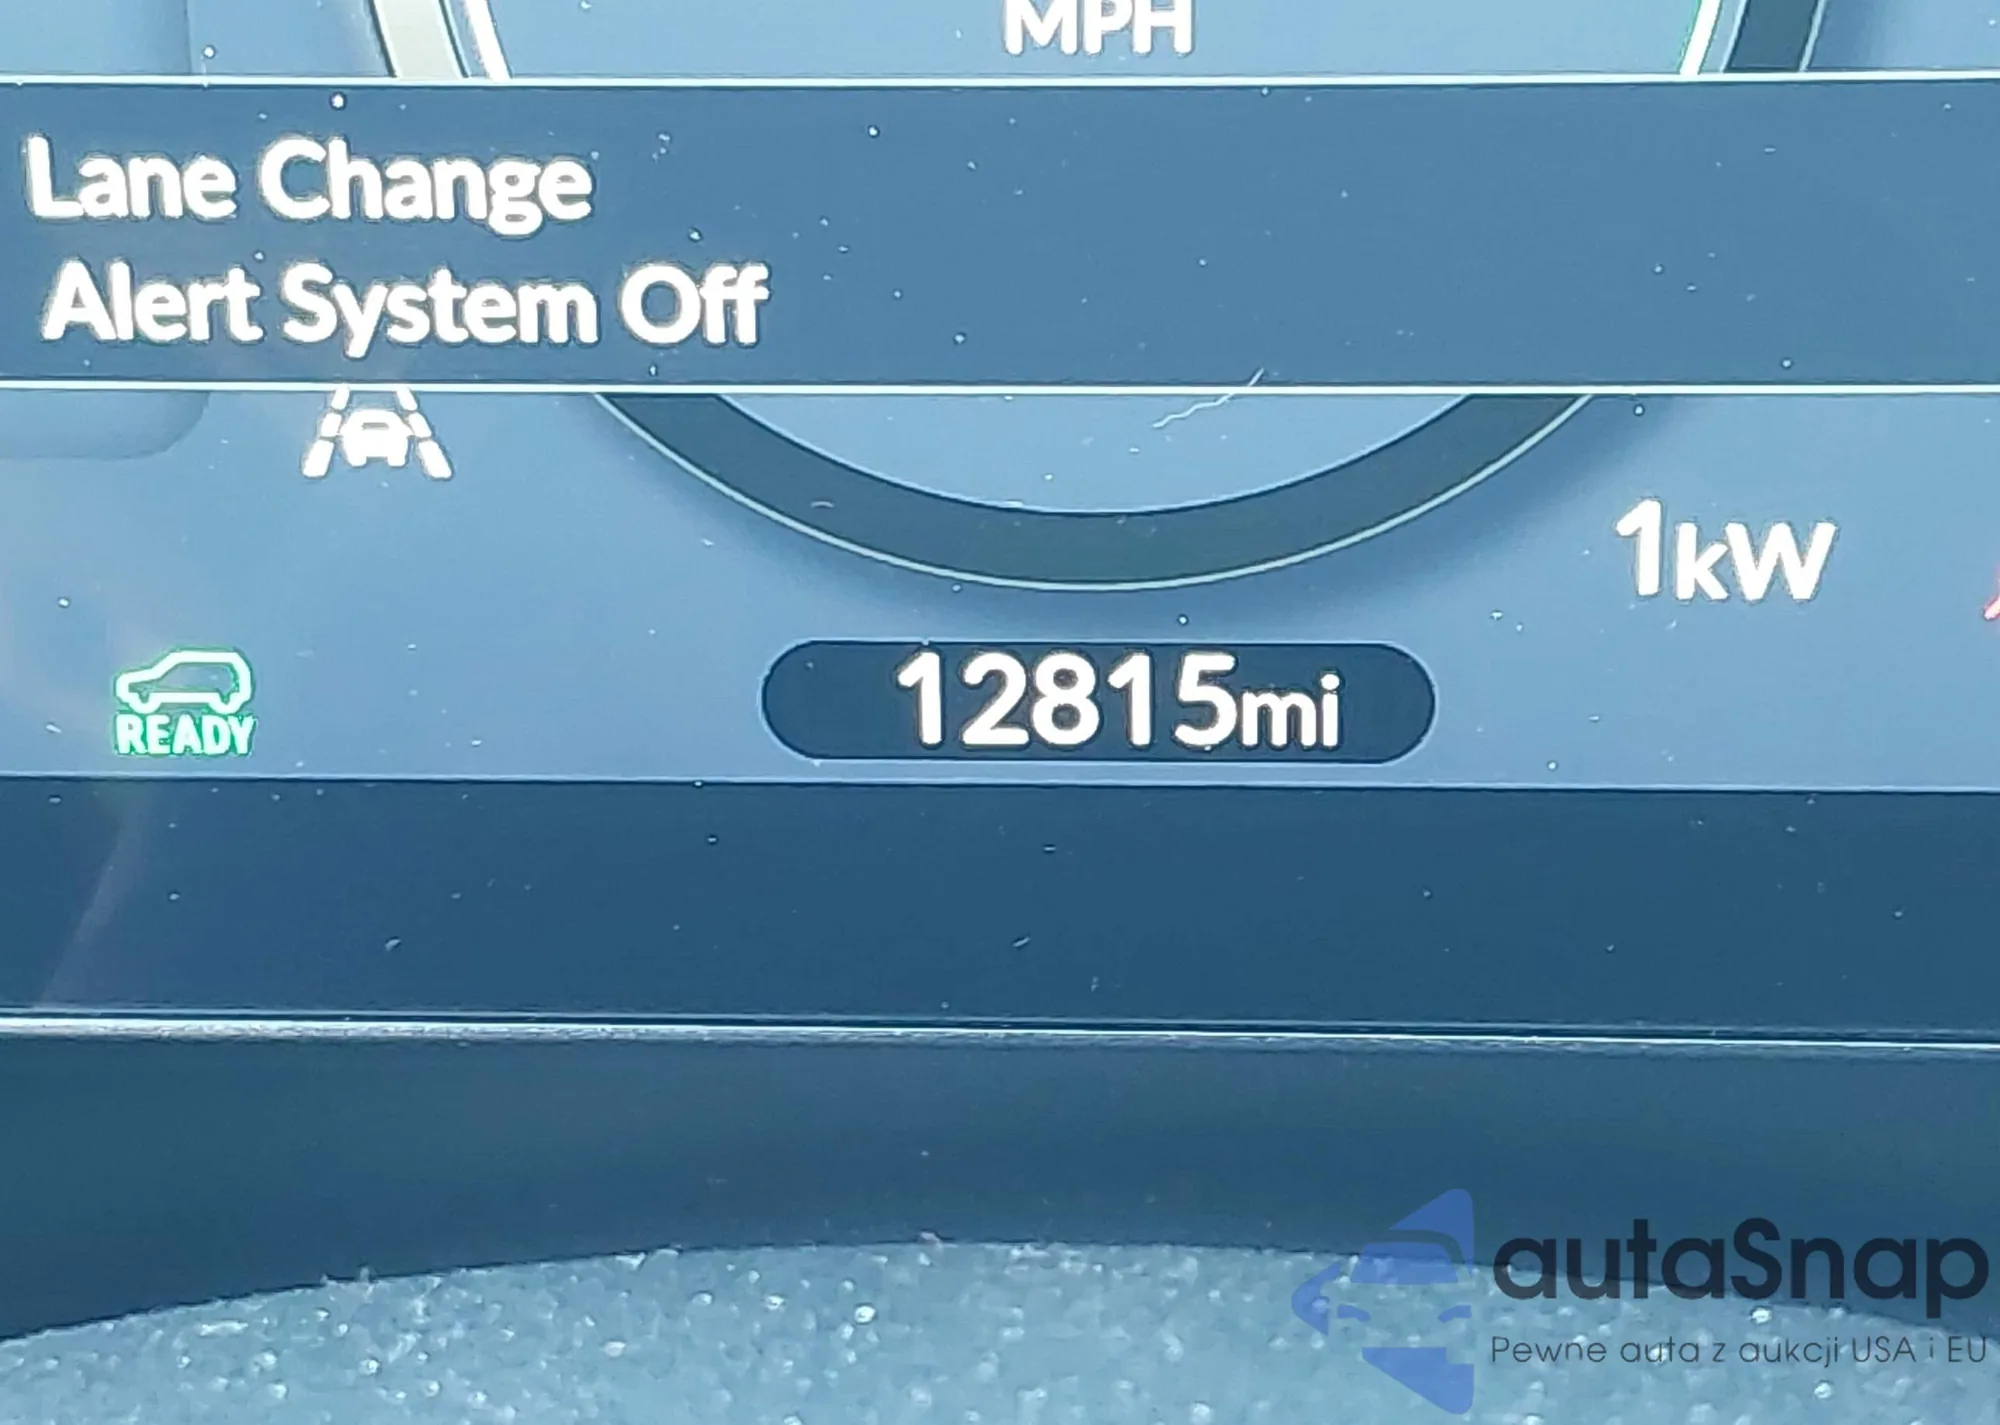 MPH
Lane Change
Alert System Off
1kW
READY
12815mi
autaSnap
Pewne auta z aukcji USA i EU